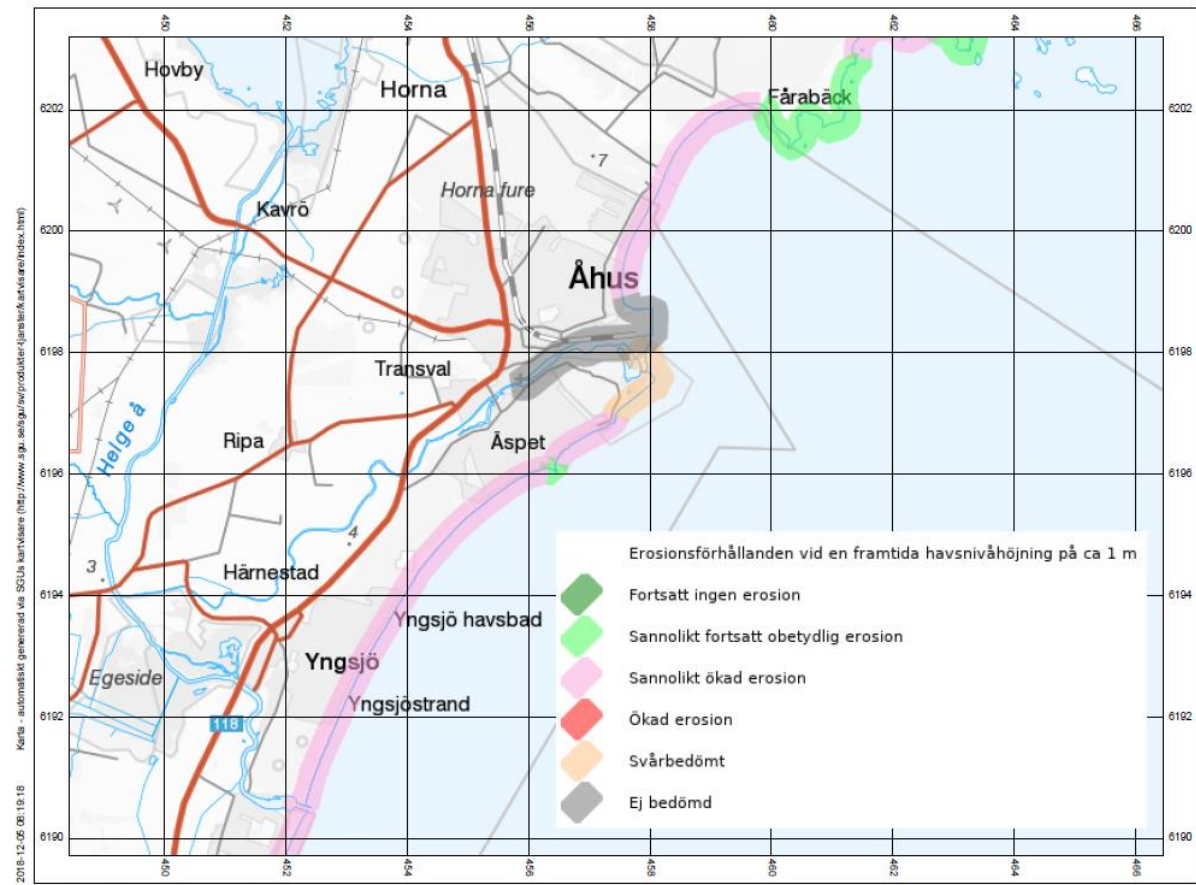 450 452 454 456 458 460 462 464 466
Hovby
Horna
Fårabäck
6202 6202
7
Horna fure
Kavrö
6200 6200
Åhus
6198 6198
Transval
Helge å
Ripa
Äspet
6196 6196
4
Erosionsförhållanden vid en framtida havsnivåhöjning på ca 1 m
3
Härnestad
Fortsatt ingen erosion
6194 6194
Yngsjö havsbad
Sannolikt fortsatt obetydlig erosion
Yngsjö
Egeside
Sannolikt ökad erosion
Yngsjöstrand
118
6192 6192
Ökad erosion
Svårbedömt
Ej bedömd
6190 6190
450 452 454 456 458 460 462 464 466
2018-12-05 08:19:18 Karta - automatiskt genererad via SGUs kartvisare (http://www.sgu.se/sgu/sv/produkter-tjanster/kartvisare/index.html)